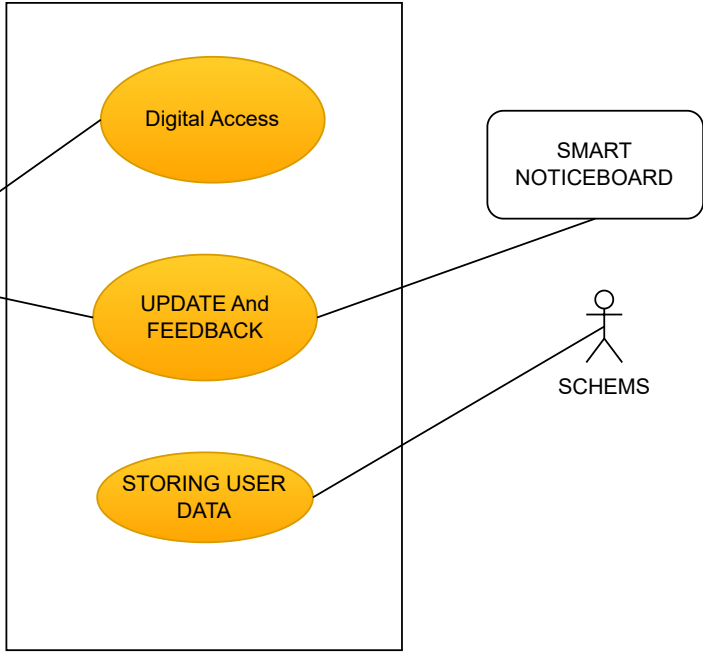 Digital Access
SMART
NOTICEBOARD
UPDATE And
FEEDBACK
SCHEMS
STORING USER
DATA